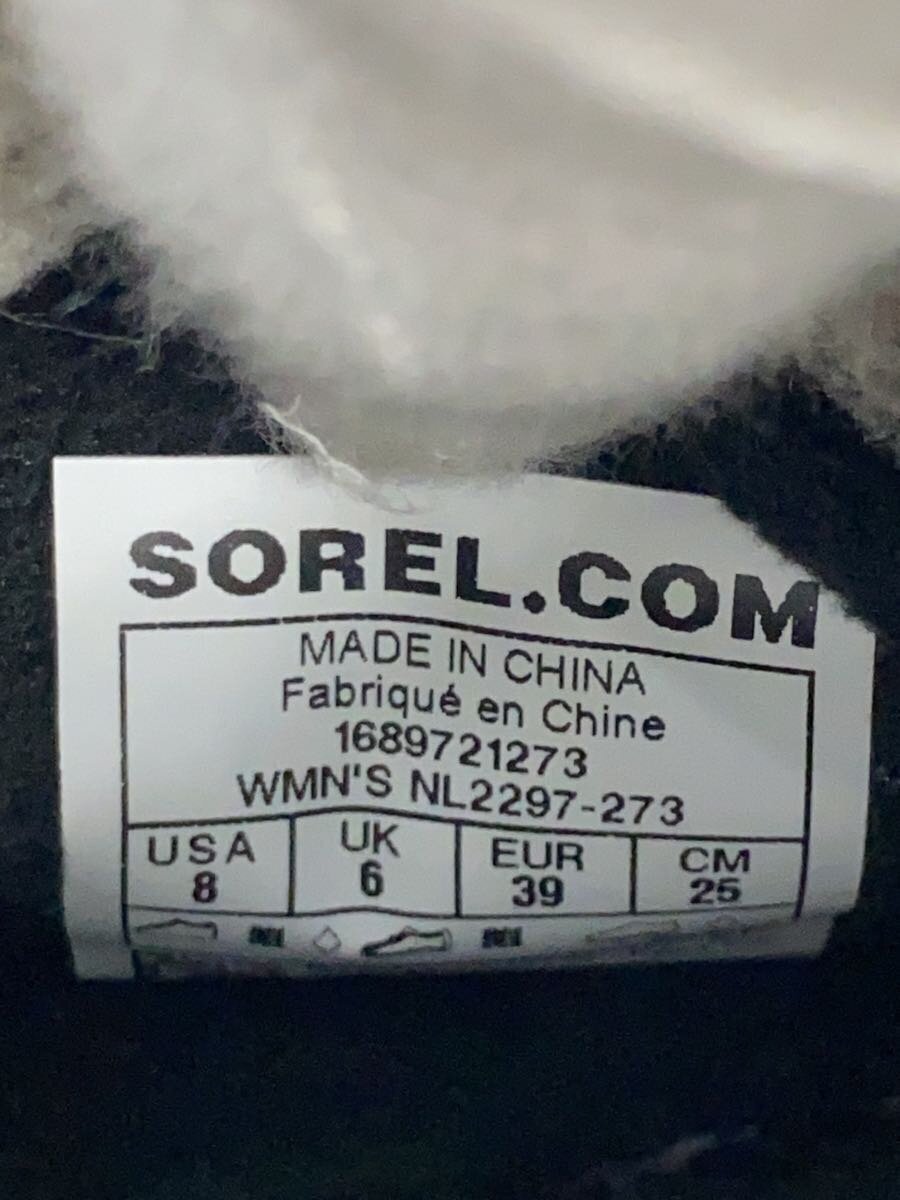 SOREL.COM
MADE IN CHINA
Fabriqué en Chine
1689721273
WMN'S NL2297-273
USA UK EUR CM
8 6 39 25